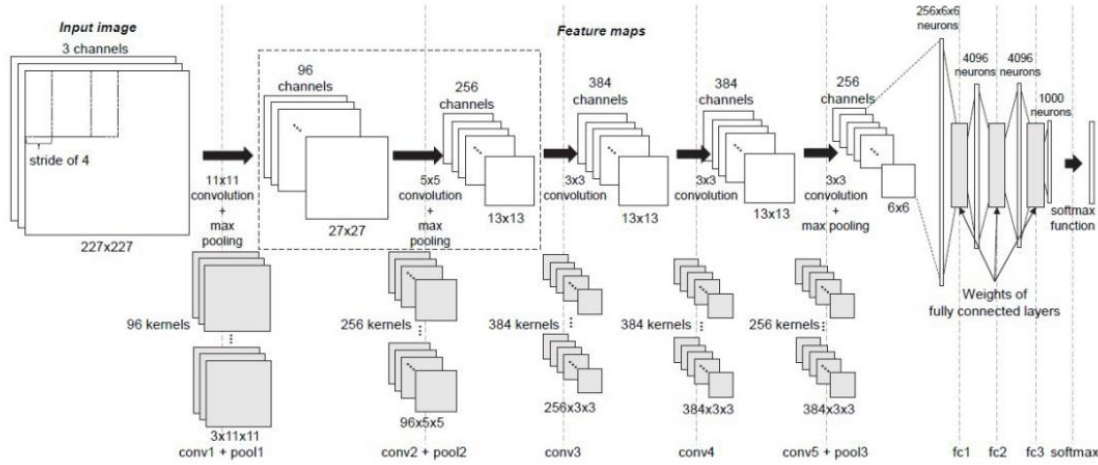 Input image
Feature maps
3 channels
stride of 4
227x227
11x11
convolution
+
max
pooling
96
channels
27x27
5x5
convolution
+
max
pooling
256
channels
13x13
3x3
convolution
384
channels
13x13
3x3
convolution
384
channels
13x13
3x3
convolution
+
max pooling
256
channels
6x6
256x6x6
neurons
4096
neurons
4096
neurons
1000
neurons
softmax
function
Weights of
fully connected layers
96 kernels
3x11x11
256 kernels
96x5x5
384 kernels
256x3x3
384 kernels
384x3x3
256 kernels
384x3x3
conv1 + pool1
conv2 + pool2
conv3
conv4
conv5 + pool3
fc1
fc2
fc3
softmax